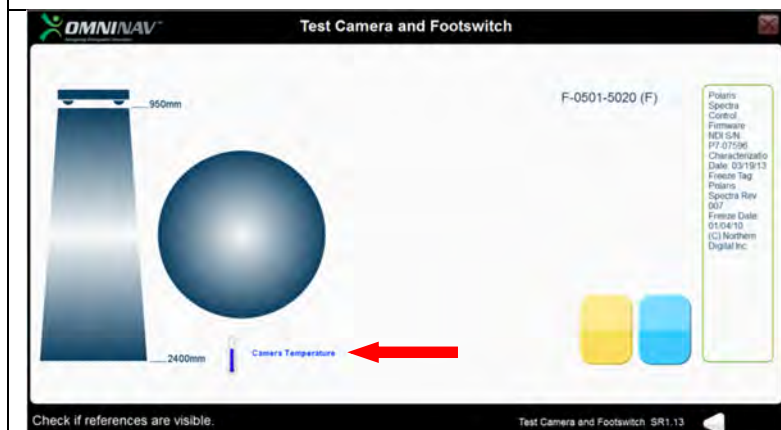 OMNINAV™
Test Camera and Footswitch
950mm
F-0501-5020 (F)
Polaris
Spectra
Control
Firmware
NDI S/N:
P7-07596
Characterizatio
Date: 03/19/13
Freeze Tag:
Polaris
Spectra Rev
007
Freeze Date:
01/04/10
(C) Northern
Digital Inc.
2400mm
Camera Temperature
Check if references are visible.
Test Camera and Footswitch SR1.13